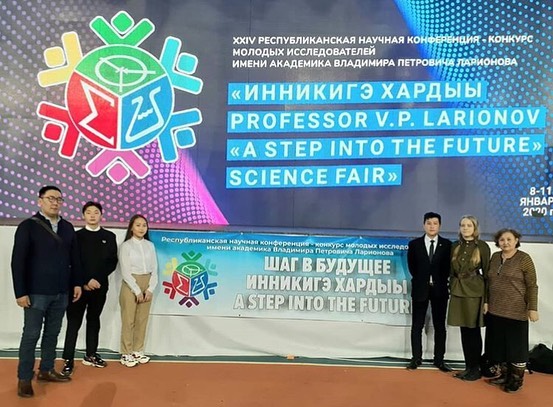 XXIV РЕСПУБЛИКАНСКАЯ НАУЧНАЯ КОНФЕРЕНЦИЯ - КОНКУРС
МОЛОДЫХ ИССЛЕДОВАТЕЛЕЙ
ИМЕНИ АКАДЕМИКА ВЛАДИМИРА ПЕТРОВИЧА ЛАРИОНОВА
«ИННИКИГЭ ХАРДЫЫ
PROFESSOR V.P. LARIONOV
«A STEP INTO THE FUTURE»
SCIENCE FAIR»
8-11
ЯНВАР
2020
Республиканская научная конференция - конкурс молодых исследо
имени академика Владимира Петровича Ларионова
ШАГ В БУДУЩЕЕ
ИННИКИГЭ ХАРДЫЫ
A STEP INTO THE FUTUR